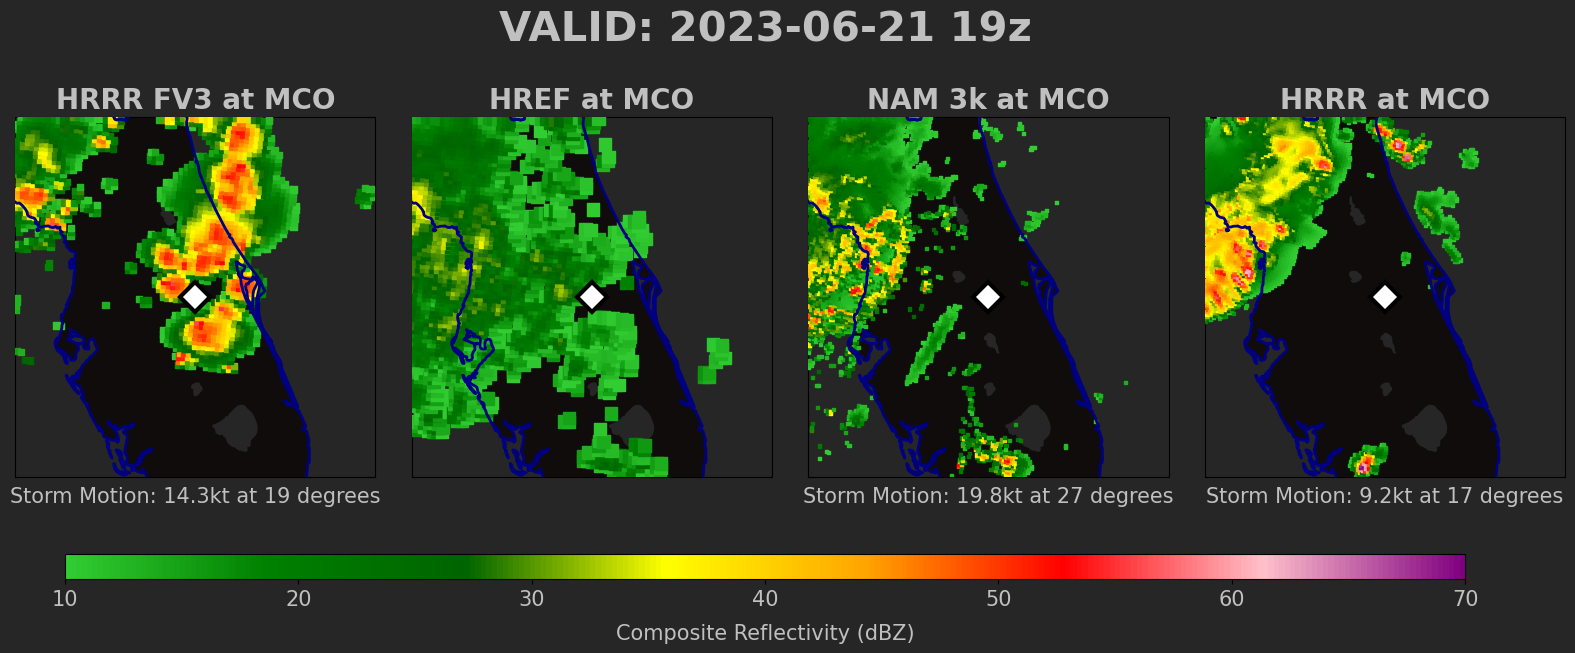 VALID: 2023-06-21 19z
HRRR FV3 at MCO
HREF at MCO
NAM 3k at MCO
HRRR at MCO
Storm Motion: 14.3kt at 19 degrees
Storm Motion: 19.8kt at 27 degrees
Storm Motion: 9.2kt at 17 degrees
10 20 30 40 50 60 70
Composite Reflectivity (dBZ)